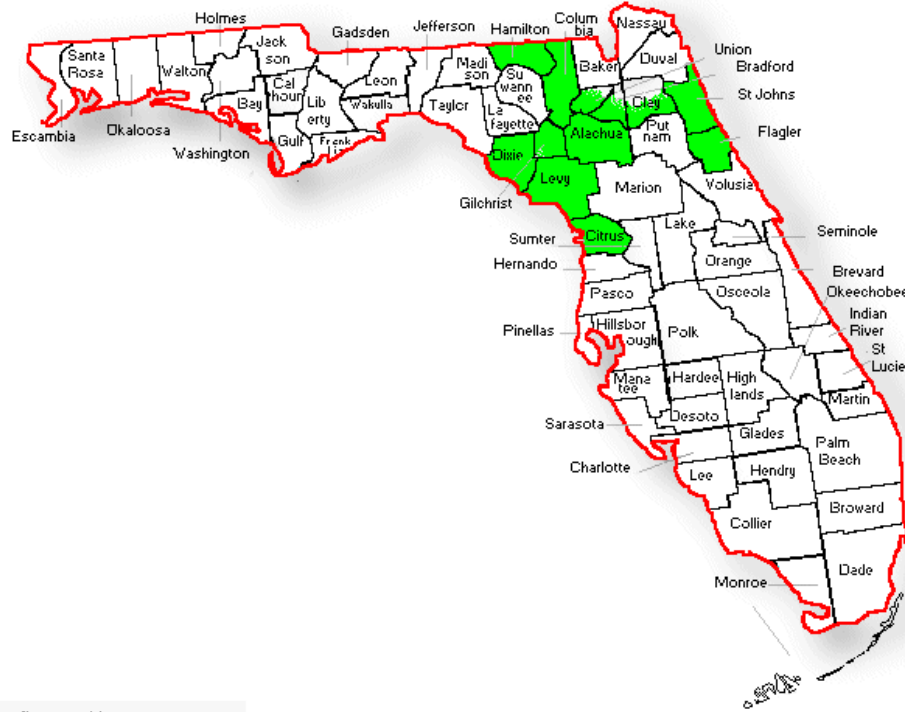 Holmes
Gadsden
Jefferson
Hamilton
Colum
bia
Nassau
Santa
Rosa
Walton
Jack
son
Leon
Madi
son
Su
wann
ee
Baker
Duval
Union
Bradford
St Johns
Flagler
Escambia
Okaloosa
Washington
Bay
Cal
houn
Lib
erty
Gulf
Frank
lin
Wakulla
Taylor
La
fayette
Dixie
Gilchrist
Alachua
Clay
Put
nam
Levy
Marion
Volusia
Citrus
Sumter
Lake
Seminole
Hernando
Orange
Brevard
Okeechobee
Pasco
Osceola
Indian
River
St
Lucie
Pinellas
Hillsbor
ough
Polk
Mana
tee
Hardee
High
lands
Martin
Sarasota
Desoto
Glades
Palm
Beach
Charlotte
Lee
Hendry
Broward
Collier
Dade
Monroe